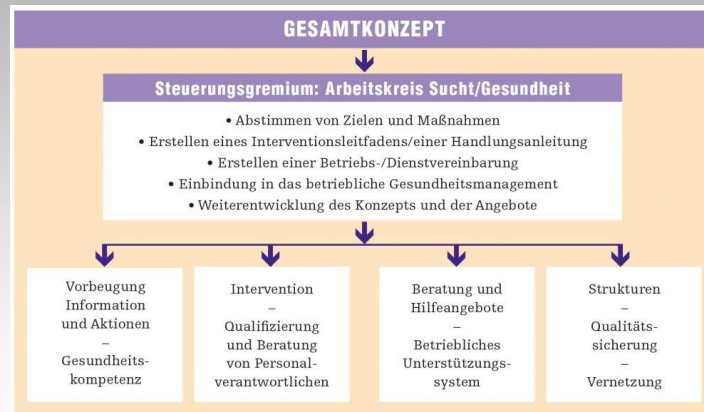 GESAMTKONZEPT
Steuerungsgremium: Arbeitskreis Sucht/Gesundheit
• Abstimmen von Zielen und Maßnahmen
• Erstellen eines Interventionsleitfadens/einer Handlungsanleitung
• Erstellen einer Betriebs-/Dienstvereinbarung
• Einbindung in das betriebliche Gesundheitsmanagement
• Weiterentwicklung des Konzepts und der Angebote
Vorbeugung
Information
und Aktionen
–
Gesundheits-
kompetenz
Intervention
–
Qualifizierung
und Beratung
von Personal-
verantwortlichen
Beratung und
Hilfeangebote
–
Betriebliches
Unterstützungs-
system
Strukturen
–
Qualitäts-
sicherung
–
Vernetzung